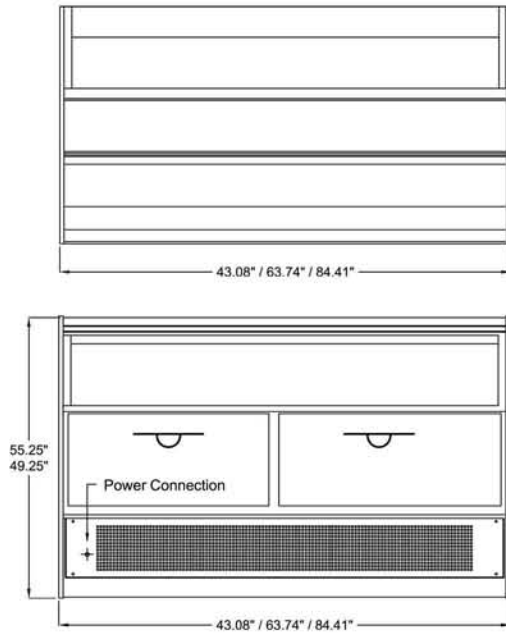 43.08" / 63.74" / 84.41"
55.25"
49.25"
Power Connection
43.08" / 63.74" / 84.41"